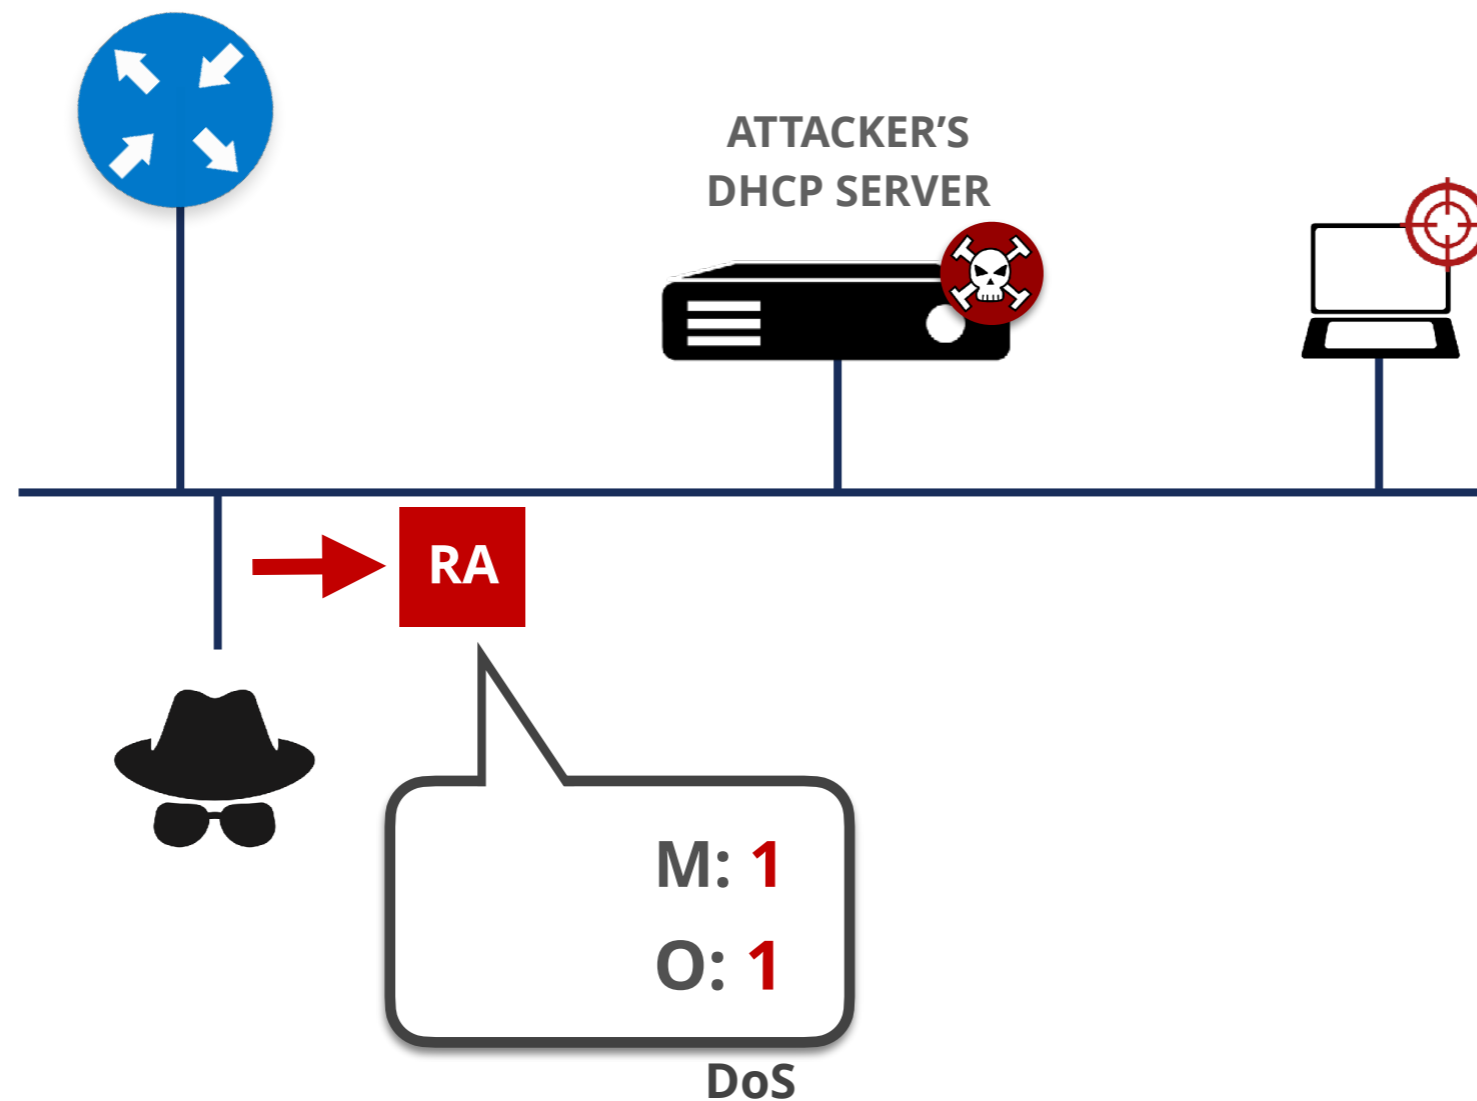 ATTACKER’S
DHCP SERVER
RA
M: 1
O: 1
DoS